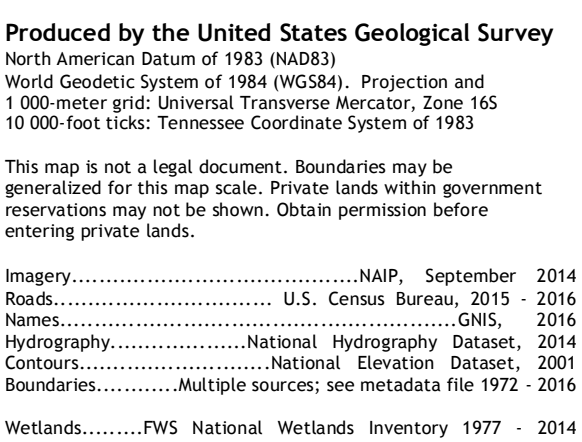 Produced by the United States Geological Survey
North American Datum of 1983 (NAD83)
World Geodetic System of 1984 (WGS84). Projection and
1 000-meter grid: Universal Transverse Mercator, Zone 16S
10 000-foot ticks: Tennessee Coordinate System of 1983
This map is not a legal document. Boundaries may be
generalized for this map scale. Private lands within government
reservations may not be shown. Obtain permission before
entering private lands.
Imagery..........................................NAIP, September 2014
Roads................................ U.S. Census Bureau, 2015 - 2016
Names..........................................................GNIS, 2016
Hydrography....................National Hydrography Dataset, 2014
Contours............................National Elevation Dataset, 2001
Boundaries............Multiple sources; see metadata file 1972 - 2016
Wetlands.........FWS National Wetlands Inventory 1977 - 2014